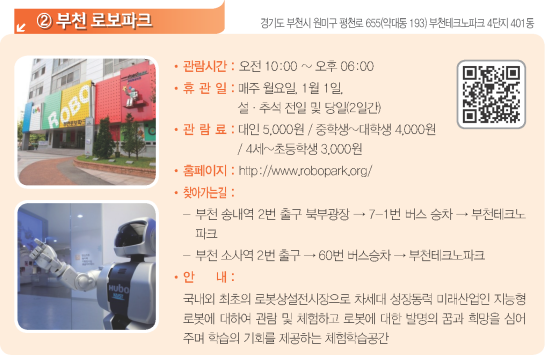 ② 부천 로보파크
경기도 부천시 원미구 평천로 655(약대동 193) 부천테크노파크 4단지 401동
ROBO
• 관람시간 : 오전 10:00 ~ 오후 06:00
• 휴 관 일 : 매주 월요일, 1월 1일,
설 · 추석 전일 및 당일(2일간)
• 관 람 료 : 대인 5,000원 / 중학생~대학생 4,000원
/ 4세~초등학생 3,000원
• 홈페이지 : http://www.robopark.org/
• 찾아가는길 :
– 부천 송내역 2번 출구 북부광장 → 7-1번 버스 승차 → 부천테크노
파크
– 부천 소사역 2번 출구 → 60번 버스승차 → 부천테크노파크
• 안 내 :
국내외 최초의 로봇상설전시장으로 차세대 성장동력 미래산업인 지능형
로봇에 대하여 관람 및 체험하고 로봇에 대한 발명의 꿈과 희망을 심어
주며 학습의 기회를 제공하는 체험학습공간
HUBO